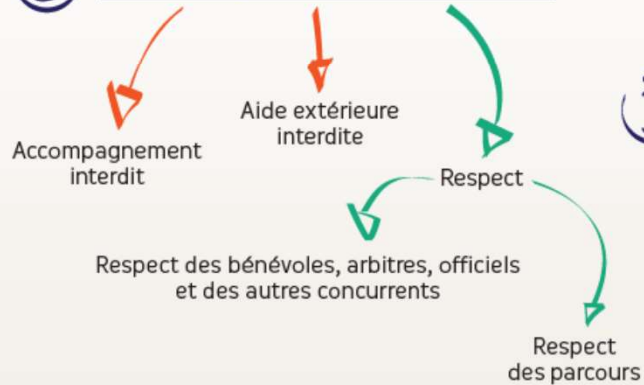 Accompagnement
interdit
Aide extérieure
interdite
Respect
Respect des bénévoles, arbitres, officiels
et des autres concurrents
Respect
des parcours